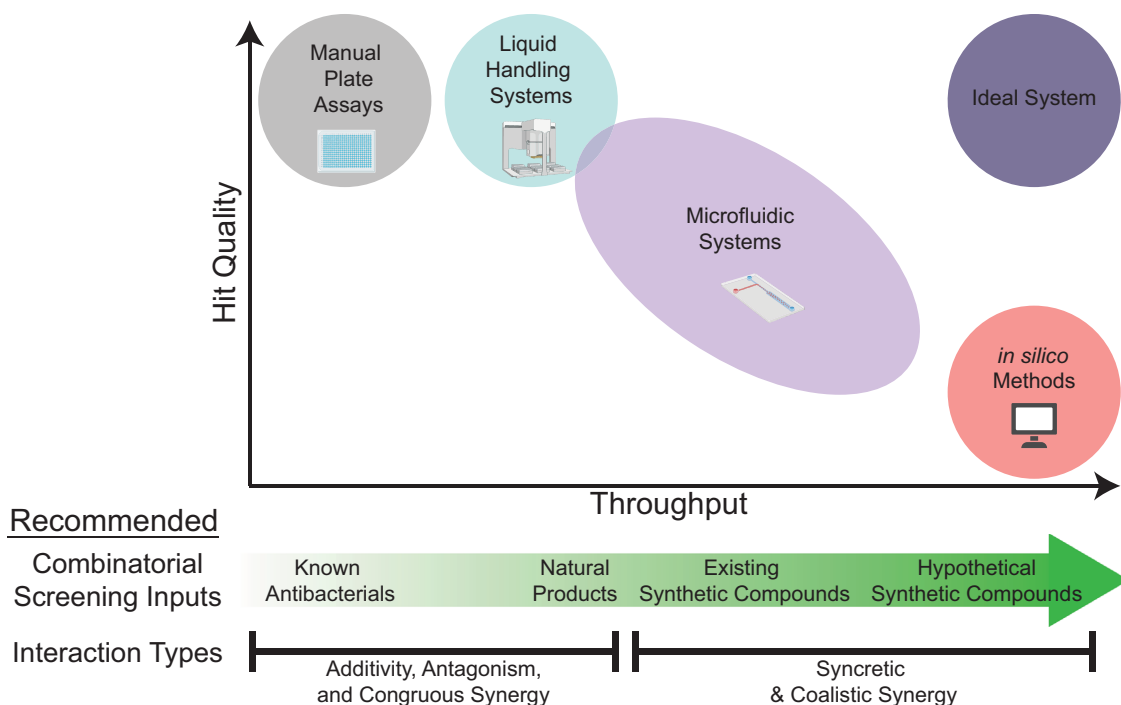 Manual
Plate
Assays
Liquid
Handling
Systems
Ideal System
Microfluidic
Systems
in silico
Methods
Hit Quality
Throughput
Recommended
Combinatorial
Screening Inputs
Known
Antibacterials
Natural
Products
Existing
Synthetic Compounds
Hypothetical
Synthetic Compounds
Interaction Types
Additivity, Antagonism,
and Congruous Synergy
Syncretic
& Coalistic Synergy